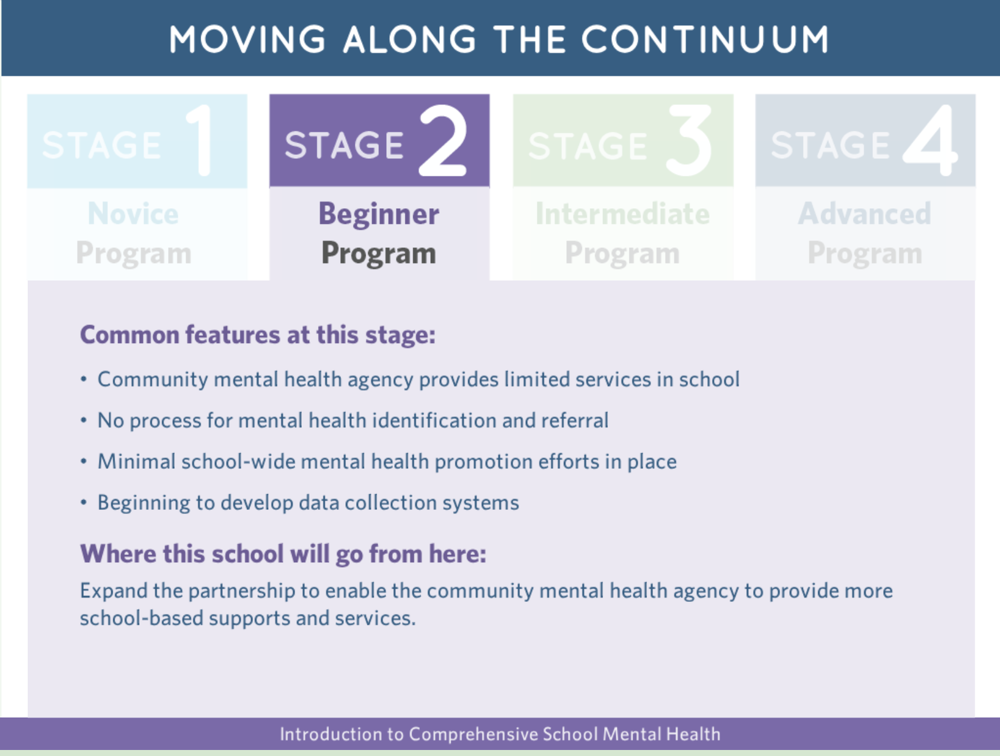 MOVING ALONG THE CONTINUUM
STAGE 1
Novice
Program
STAGE 2
Beginner
Program
STAGE 3
Intermediate
Program
STAGE 4
Advanced
Program
Common features at this stage:
• Community mental health agency provides limited services in school
• No process for mental health identification and referral
• Minimal school-wide mental health promotion efforts in place
• Beginning to develop data collection systems
Where this school will go from here:
Expand the partnership to enable the community mental health agency to provide more
school-based supports and services.
Introduction to Comprehensive School Mental Health